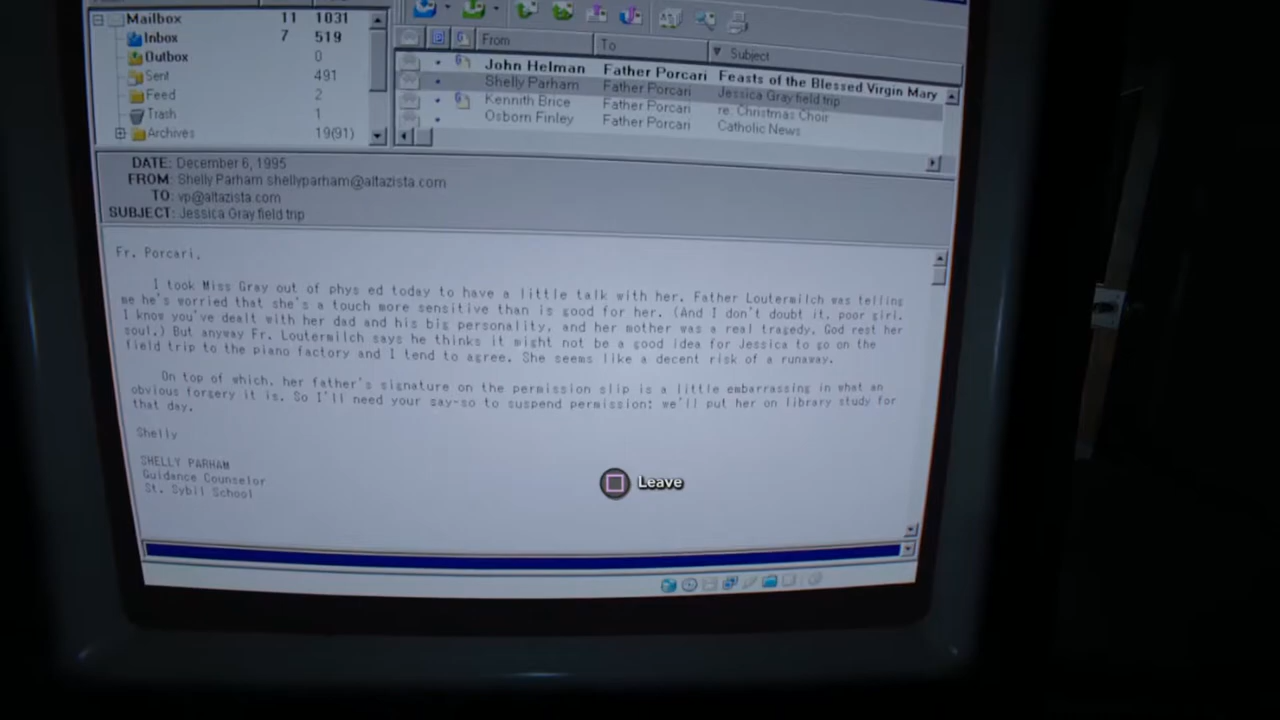 Mailbox 11 1031
Inbox 7 519
Outbox 0
Sent 491
Feed 2
Trash 1
Archives 19(91)
From To Subject
John Helman Father Porcari Feasts of the Blessed Virgin Mary
Shelly Parham Father Porcari Jessica Gray field trip
Kennith Brice Father Porcari re. Christmas Choir
Osborn Finley Father Porcari Catholic News
DATE: December 6, 1995
FROM: Shelly Parham shellyparham@altazista.com
TO: vp@altazista.com
SUBJECT: Jessica Gray field trip
Fr. Porcari,
I took Miss Gray out of phys ed today to have a little talk with her. Father Loutermilch was telling
me he's worried that she's a touch more sensitive than is good for her. (And I don't doubt it, poor girl.
I know you've dealt with her dad and his big personality, and her mother was a real tragedy, God rest her
soul.) But anyway Fr. Loutermilch says he thinks it might not be a good idea for Jessica to go on the
field trip to the piano factory and I tend to agree. She seems like a decent risk of a runaway.
On top of which, her father's signature on the permission slip is a little embarrassing in what an
obvious forgery it is. So I'll need your say-so to suspend permission; we'll put her on library study for
that day.
Shelly
SHELLY PARHAM
Guidance Counselor
St. Sybil School
Leave